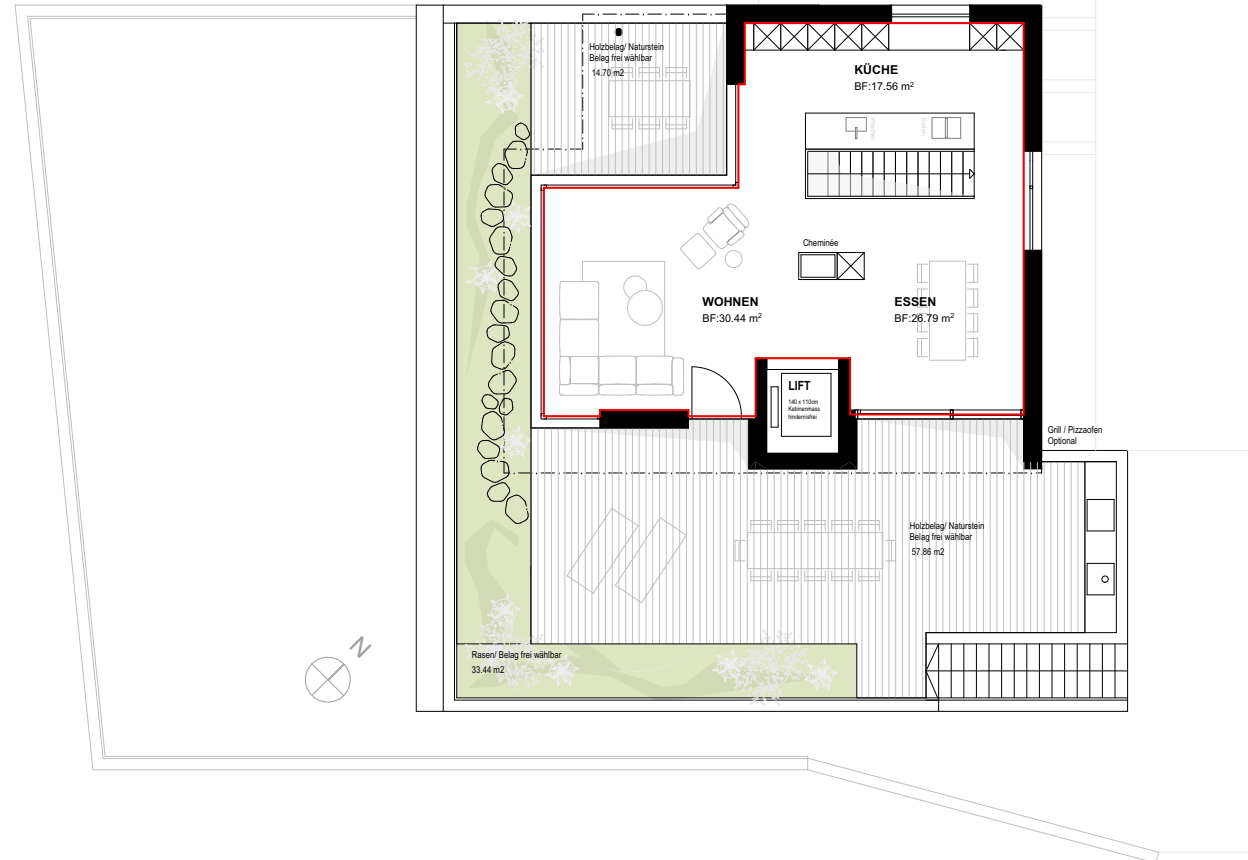 Holzbelag/ Naturstein
Belag frei wählbar
14.70 m2
KÜCHE
BF:17.56 m²
Cheminée
WOHNEN
BF:30.44 m²
ESSEN
BF:26.79 m²
LIFT
140 x 110cm
Kabinenmass
hindernisfrei
Grill / Pizzaofen
Optional
Holzbelag/ Naturstein
Belag frei wählbar
57.86 m2
N
Rasen/ Belag frei wählbar
33.44 m2